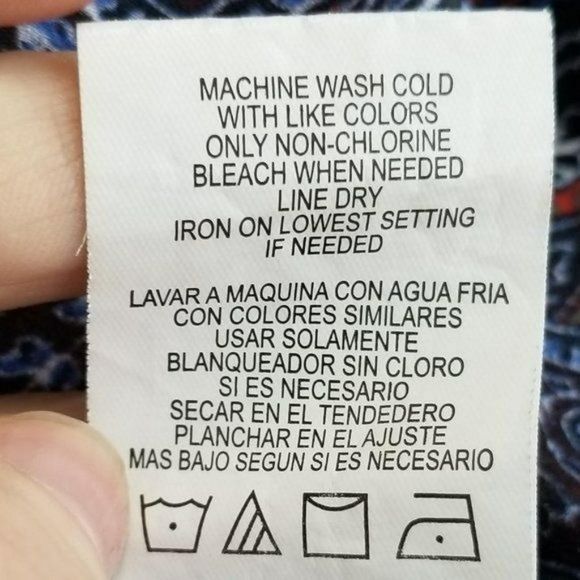 MACHINE WASH COLD
WITH LIKE COLORS
ONLY NON-CHLORINE
BLEACH WHEN NEEDED
LINE DRY
IRON ON LOWEST SETTING
IF NEEDED
LAVAR A MAQUINA CON AGUA FRIA
CON COLORES SIMILARES
USAR SOLAMENTE
BLANQUEADOR SIN CLORO
SI ES NECESARIO
SECAR EN EL TENDEDERO
PLANCHAR EN EL AJUSTE
MAS BAJO SEGUN SI ES NECESARIO